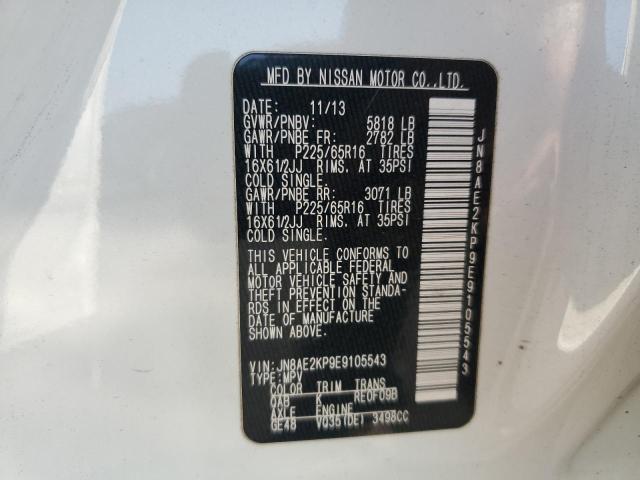 MFD BY NISSAN MOTOR CO.,LTD.
DATE: 11/13
GVWR/PNBV: 5818 LB
GAWR/PNBE FR: 2782 LB
WITH P225/65R16 TIRES
16X61/2JJ RIMS. AT 35PSI
COLD SINGLE.
GAWR/PNBE RR: 3071 LB
WITH P225/65R16 TIRES
16X61/2JJ RIMS. AT 35PSI
COLD SINGLE.
THIS VEHICLE CONFORMS TO
ALL APPLICABLE FEDERAL
MOTOR VEHICLE SAFETY AND
THEFT PREVENTION STANDA-
RDS IN EFFECT ON THE
DATE OF MANUFACTURE
SHOWN ABOVE.
VIN: JN8AE2KP9E9105543
TYPE: MPV
COLOR TRIM TRANS
QAB K RE0F09B
AXLE ENGINE
GE48 VQ35(DE) 3498CC
JN8AE2KP9E9105543